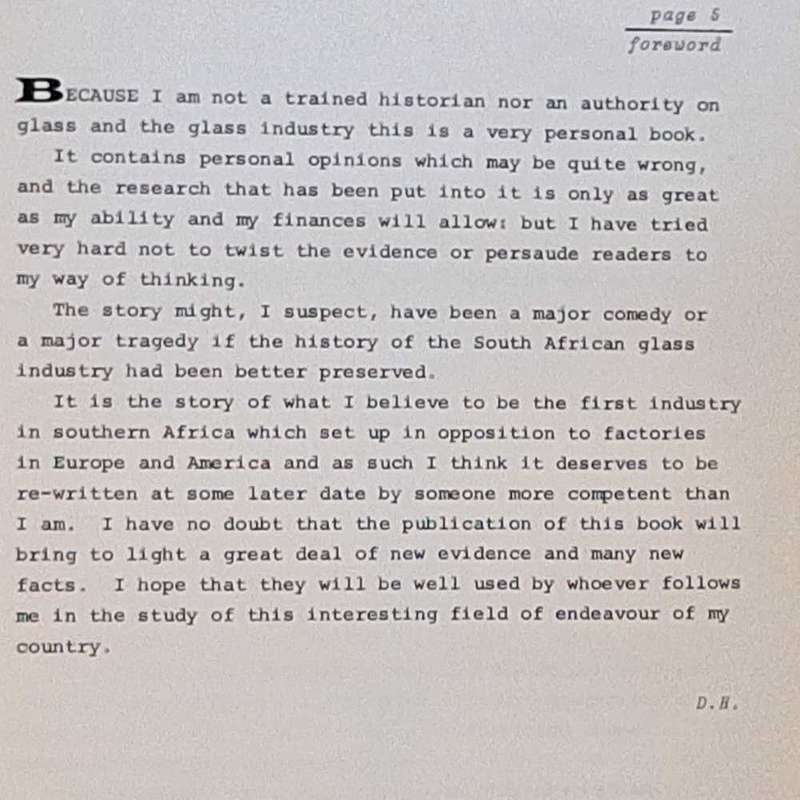 page 5
foreword
BECAUSE I am not a trained historian nor an authority on
glass and the glass industry this is a very personal book.
It contains personal opinions which may be quite wrong,
and the research that has been put into it is only as great
as my ability and my finances will allow: but I have tried
very hard not to twist the evidence or persaude readers to
my way of thinking.
The story might, I suspect, have been a major comedy or
a major tragedy if the history of the South African glass
industry had been better preserved.
It is the story of what I believe to be the first industry
in southern Africa which set up in opposition to factories
in Europe and America and as such I think it deserves to be
re-written at some later date by someone more competent than
I am. I have no doubt that the publication of this book will
bring to light a great deal of new evidence and many new
facts. I hope that they will be well used by whoever follows
me in the study of this interesting field of endeavour of my
country.
D.H.